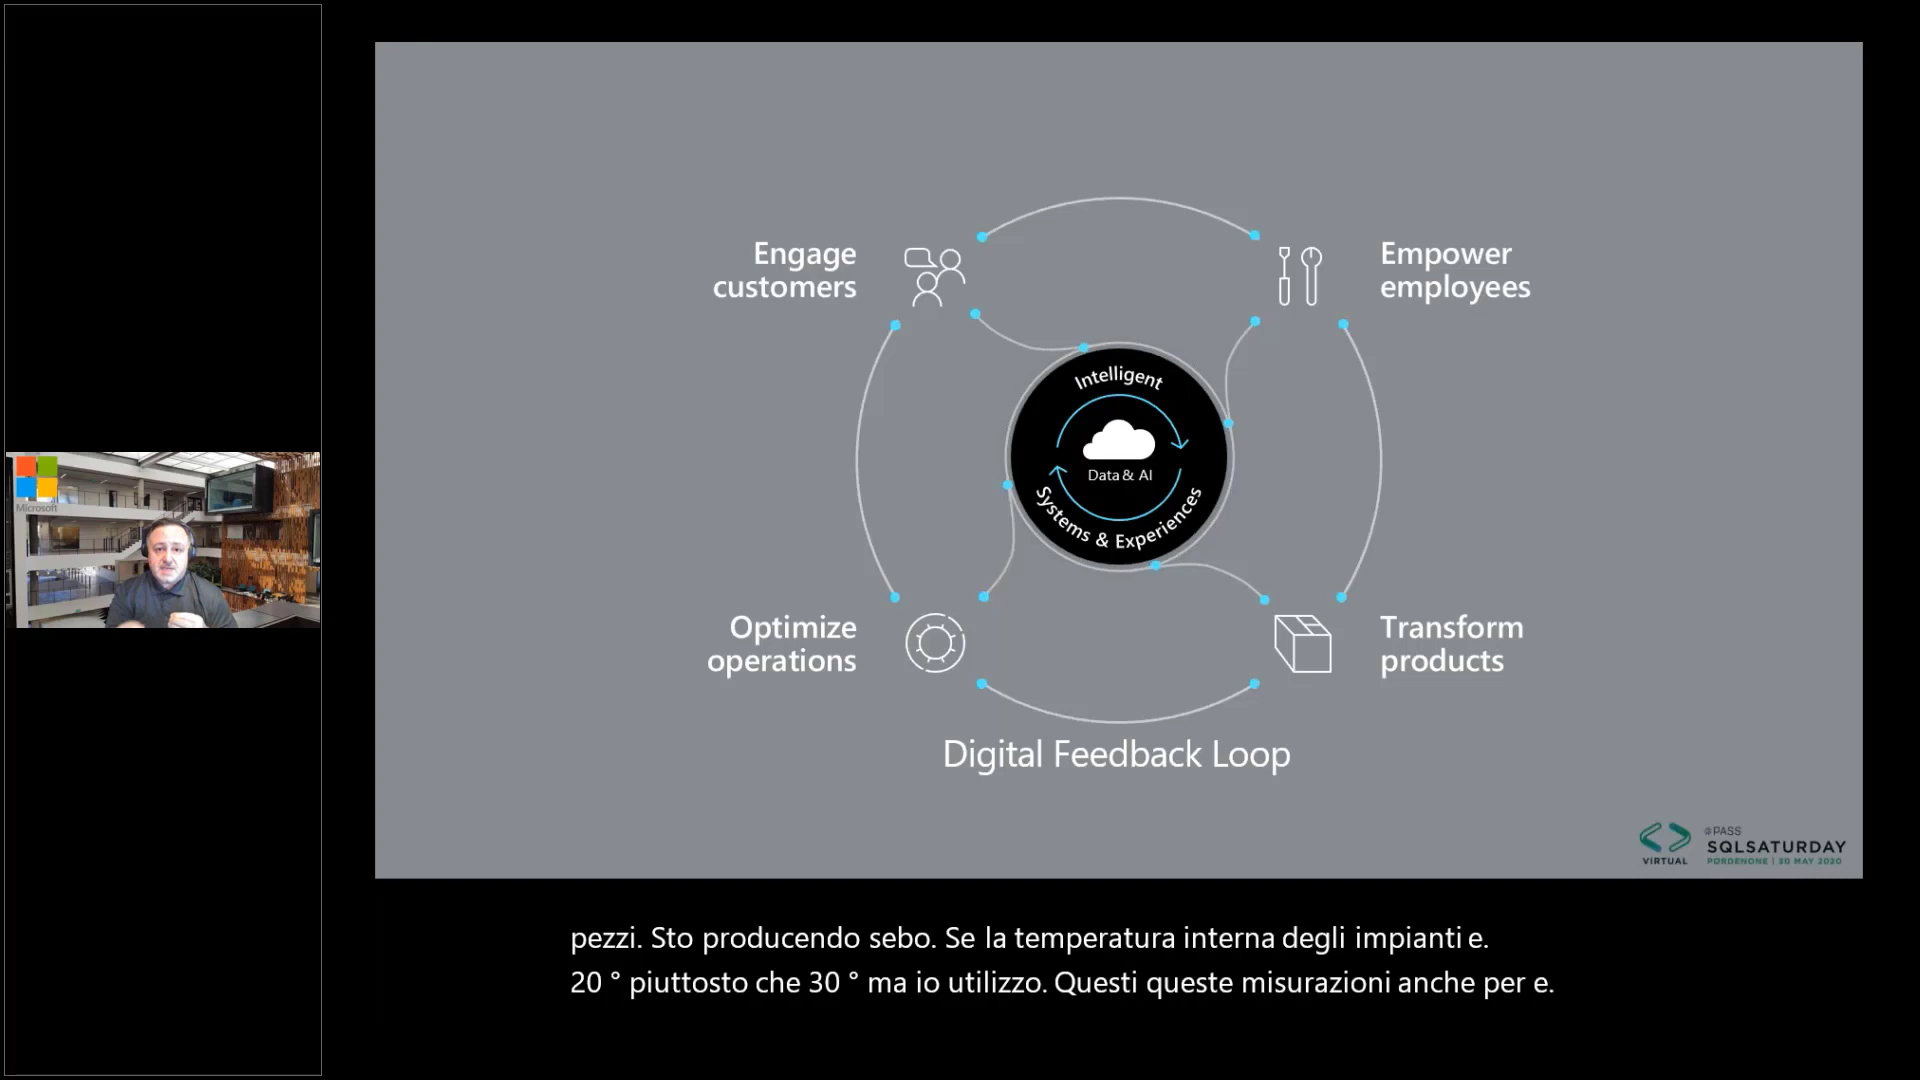 Engage
customers
Empower
employees
Intelligent
Data & AI
Systems & Experiences
Optimize
operations
Transform
products
Digital Feedback Loop
Microsoft
VIRTUAL
PASS
SQLSATURDAY
PORDENONE | 30 MAY 2020
pezzi. Sto producendo sebo. Se la temperatura interna degli impianti e.
20 ° piuttosto che 30 ° ma io utilizzo. Questi queste misurazioni anche per e.